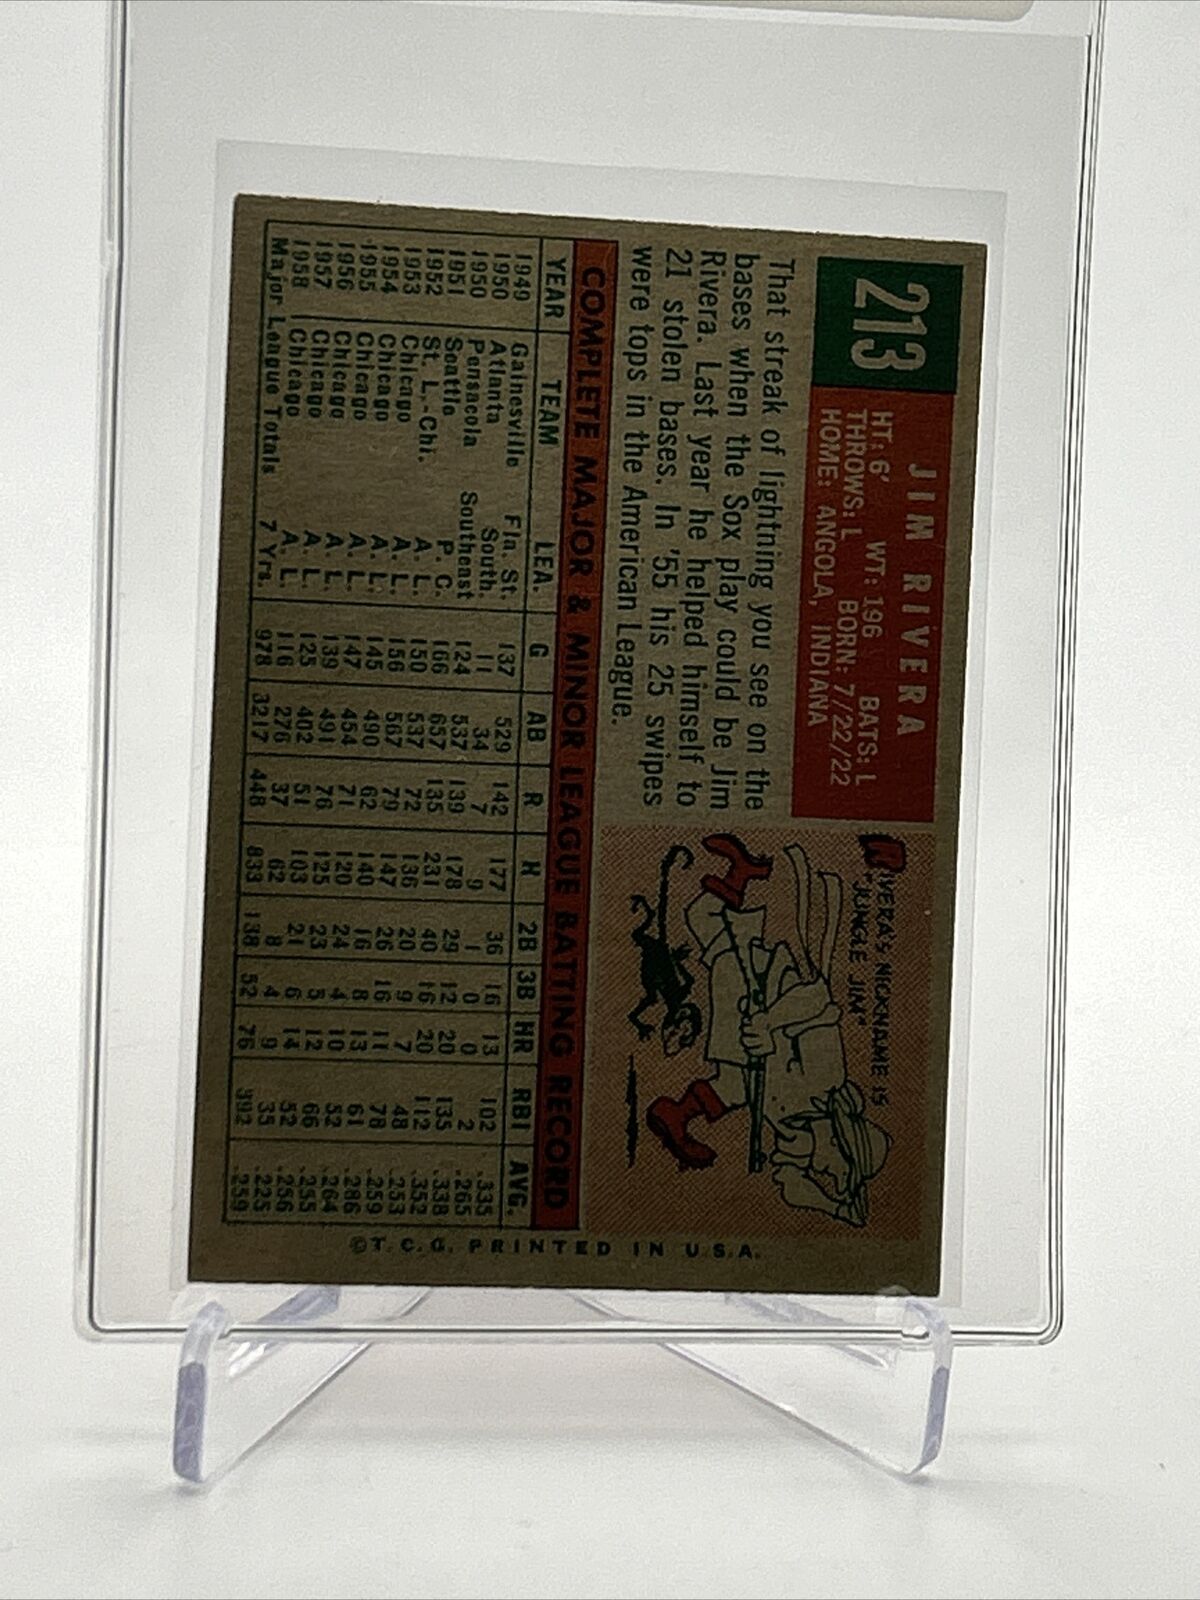 213
JIM RIVERA
HT: 6' WT: 196 BATS: L
THROWS: L BORN: 7/22/22
HOME: ANGOLA, INDIANA
That streak of lightning you see on the
bases when the Sox play could be Jim
Rivera. Last year he helped himself to
21 stolen bases. In '55 his 25 swipes
were tops in the American League.
RIVERA'S NICKNAME IS
"JUNGLE JIM"
COMPLETE MAJOR & MINOR LEAGUE BATTING RECORD
YEAR TEAM LEA. G AB R H 2B 3B HR RBI AVG.
1949 Gainesville Fla. St. 137 529 142 177 36 16 13 102 .335
1950 Atlanta South. 11 34 7 9 1 0 0 2 .265
1950 Pensacola Southeast 124 537 139 178 29 12 20 135 .338
1951 Seattle P. C. 166 657 135 231 40 16 20 112 .352
1952 St. L.-Chi. A. L. 150 537 72 136 20 9 7 48 .253
1953 Chicago A. L. 156 567 79 147 26 16 11 78 .259
1954 Chicago A. L. 145 490 62 140 16 8 13 61 .286
1955 Chicago A. L. 147 454 71 120 24 4 10 52 .264
1956 Chicago A. L. 139 491 76 125 23 5 12 66 .255
1957 Chicago A. L. 125 402 51 103 21 6 14 52 .256
1958 Chicago A. L. 116 276 37 62 8 4 9 35 .225
Major League Totals 7 Yrs. 978 3217 448 833 138 52 76 392 .259
©T. C. G. PRINTED IN U.S.A.